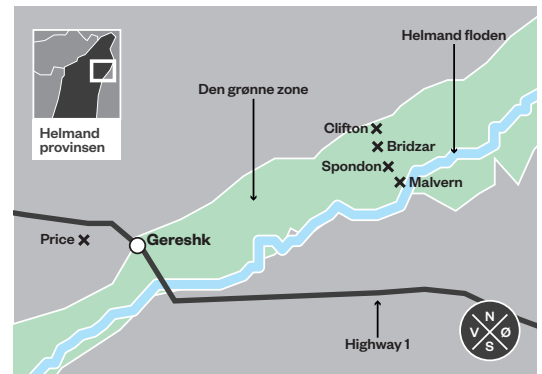 Helmand floden
Den grønne zone
Clifton
Bridzar
Spondon
Malvern
Helmand
provinsen
Price
Gereshk
Highway 1
N
V Ø
S